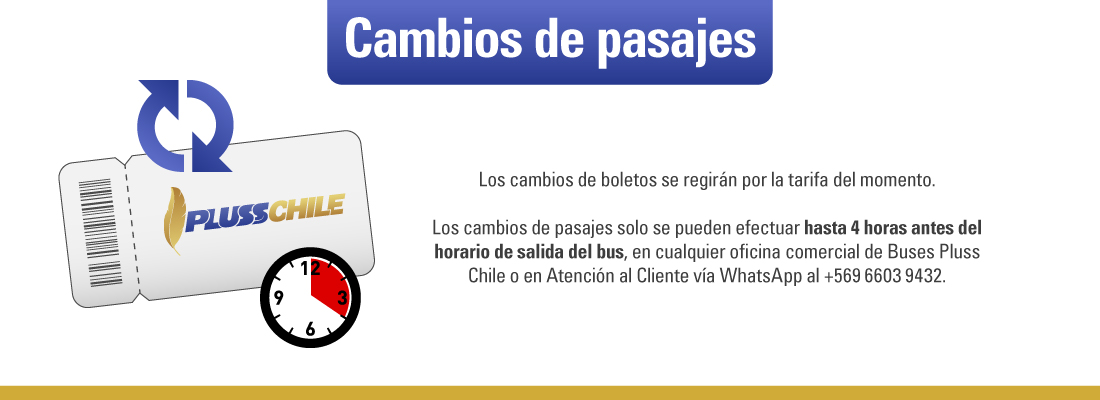 Cambios de pasajes
PLUSSCHILE
12
3
6
9
Los cambios de boletos se regirán por la tarifa del momento.
Los cambios de pasajes solo se pueden efectuar hasta 4 horas antes del
horario de salida del bus, en cualquier oficina comercial de Buses Pluss
Chile o en Atención al Cliente vía WhatsApp al +569 6603 9432.